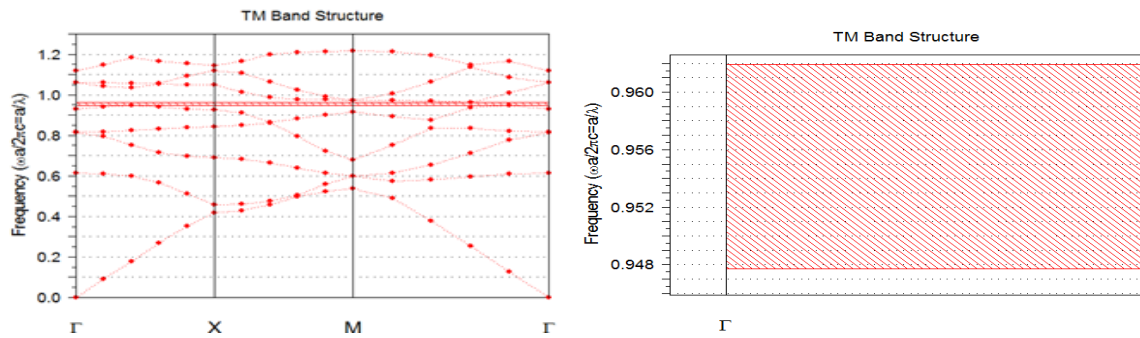 TM Band Structure
Frequency (ωa/2πc=a/λ)
1.2
1.0
0.8
0.6
0.4
0.2
0.0
Γ X M Γ
TM Band Structure
Frequency (ωa/2πc=a/λ)
0.960
0.956
0.952
0.948
Γ